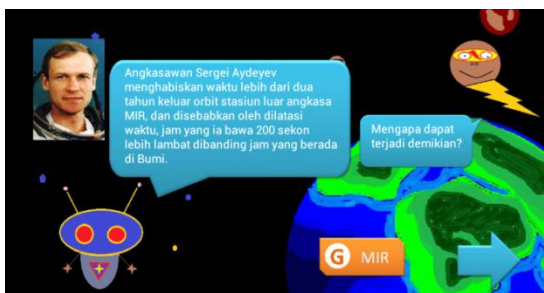 Angkasawan Sergei Aydeyev
menghabiskan waktu lebih dari dua
tahun keluar orbit stasiun luar angkasa
MIR, dan disebabkan oleh dilatasi
waktu, jam yang ia bawa 200 sekon
lebih lambat dibanding jam yang berada
di Bumi.
Mengapa dapat
terjadi demikian?
G MIR